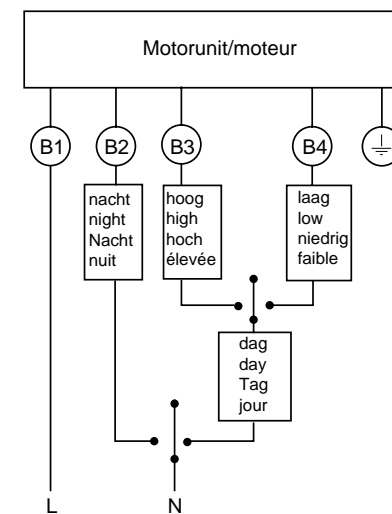 Motorunit/moteur
B1 B2 B3 B4
nacht
night
Nacht
nuit
hoog
high
hoch
élevée
laag
low
niedrig
faible
dag
day
Tag
jour
L N